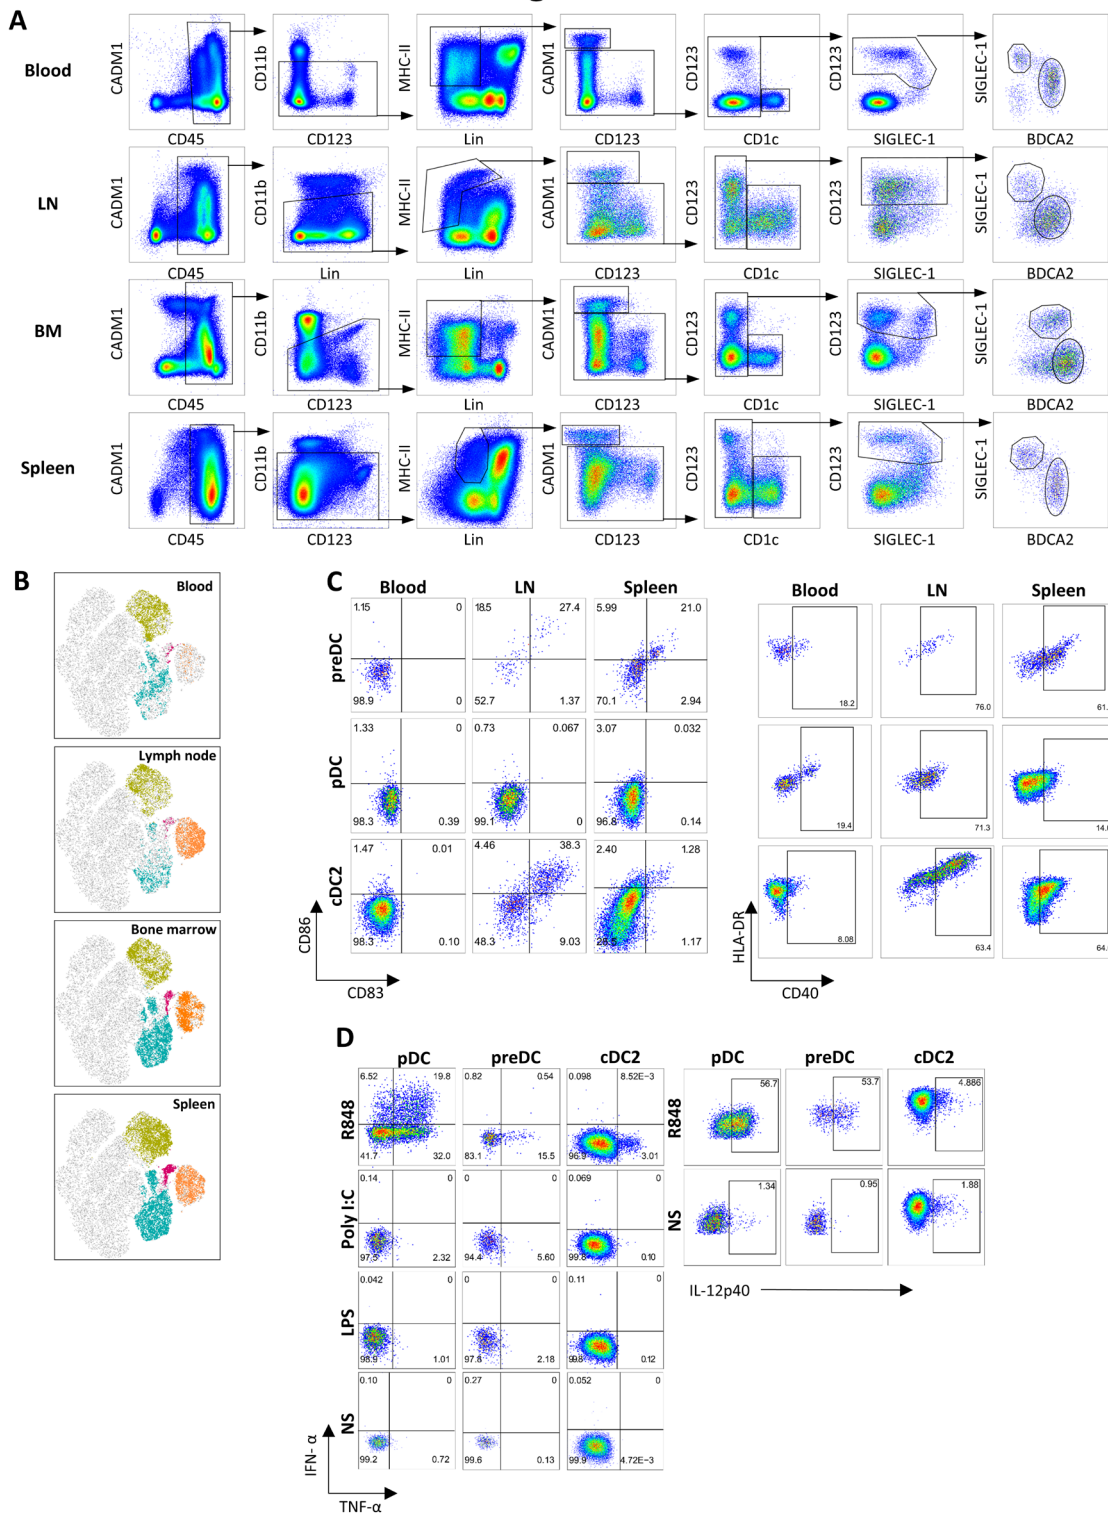 A
Blood
CADM1
CD45
CD11b
CD123
MHC-II
Lin
CADM1
CD123
CD123
CD1c
CD123
SIGLEC-1
SIGLEC-1
BDCA2
LN
CADM1
CD45
CD11b
Lin
MHC-II
Lin
CADM1
CD123
CD123
CD1c
CD123
SIGLEC-1
SIGLEC-1
BDCA2
BM
CADM1
CD45
CD11b
CD123
MHC-II
Lin
CADM1
CD123
CD123
CD1c
CD123
SIGLEC-1
SIGLEC-1
BDCA2
Spleen
CADM1
CD45
CD11b
CD123
MHC-II
Lin
CADM1
CD123
CD123
CD1c
CD123
SIGLEC-1
SIGLEC-1
BDCA2
B
Blood
Lymph node
Bone marrow
Spleen
C
Blood LN Spleen
preDC
1.15 0 18.5 27.4 5.99 21.0
98.9 0 52.7 1.37 70.1 2.94
pDC
1.33 0 0.73 0.067 3.07 0.032
98.3 0.39 99.1 0 96.8 0.14
cDC2
1.47 0.01 4.46 38.3 2.40 1.28
98.3 0.10 48.3 9.03 1.17
CD86
CD83
Blood LN Spleen
18.2 76.0 61.
19.4 71.3 14.
8.08 63.4 64.
HLA-DR
CD40
D
pDC preDC cDC2
R848
6.52 19.8 0.82 0.54 0.098 8.52E-3
41.7 32.0 83.1 15.5 96.9 3.01
Poly I:C
0.14 0 0 0 0.069 0
97.5 2.32 94.4 5.60 99.8 0.10
LPS
0.042 0 0 0 0.11 0
98.9 1.01 97.8 2.18 99.8 0.12
NS
0.10 0 0.27 0 0.052 0
99.2 0.72 99.6 0.13 99.9 4.72E-3
IFN- α
TNF-α
pDC preDC cDC2
R848
56.7 53.7 4.886
NS
1.34 0.95 1.88
IL-12p40